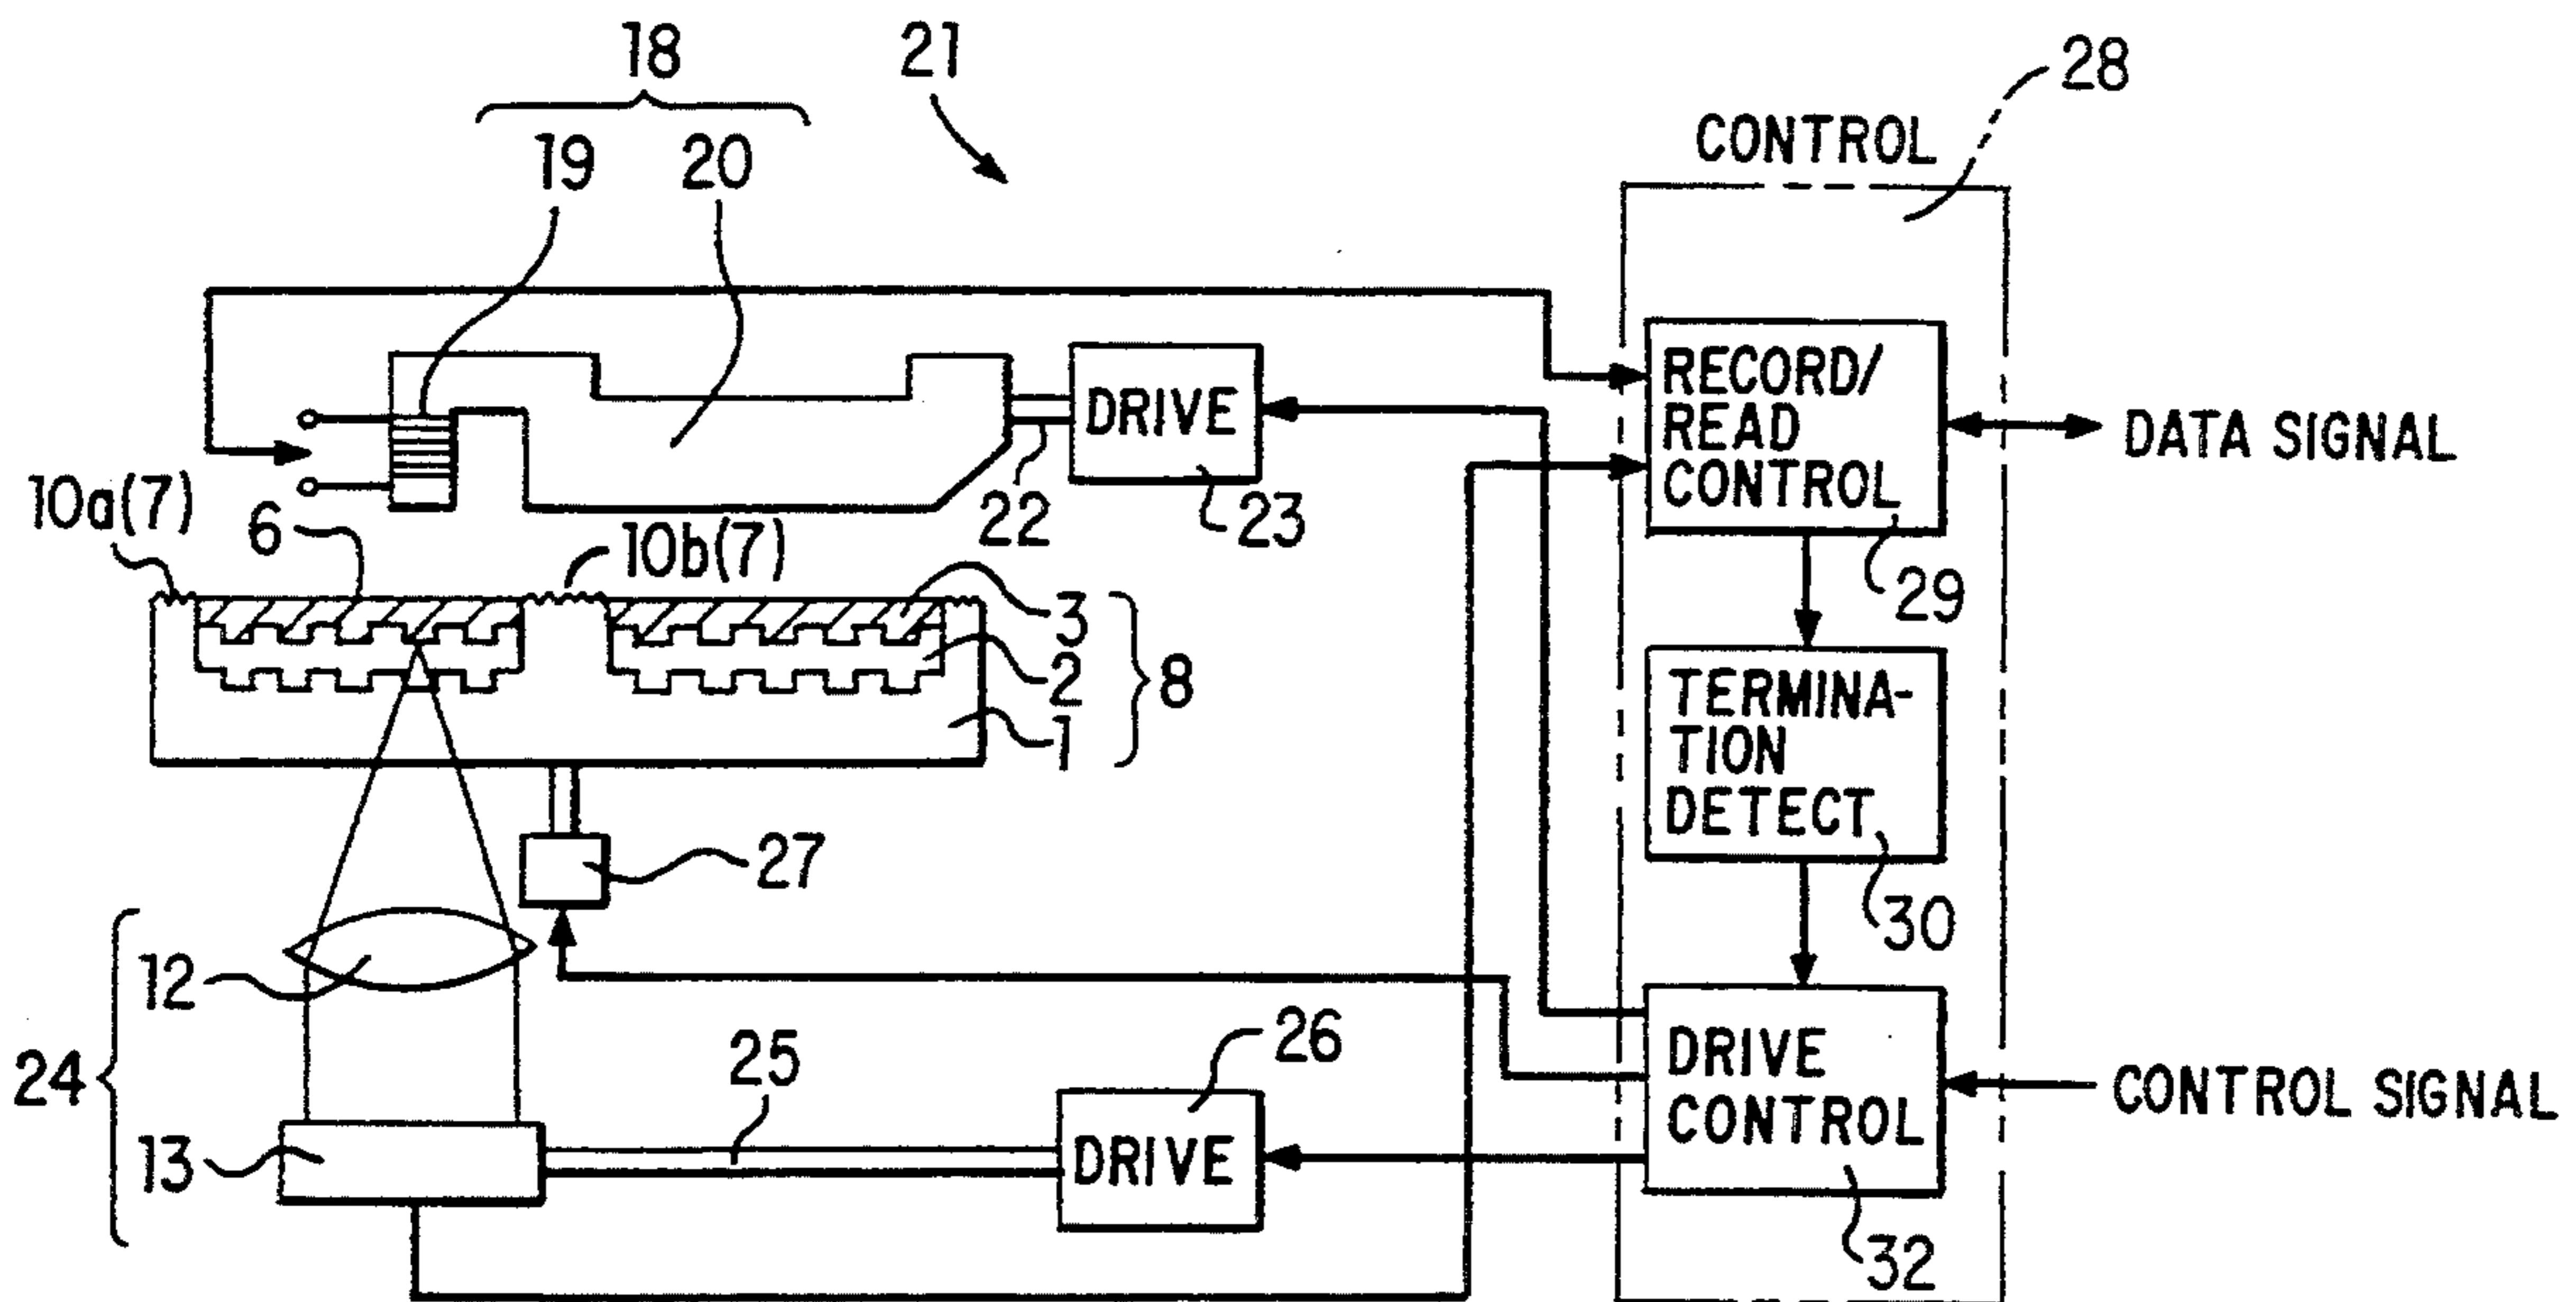 18
21
28
19
20
CONTROL
RECORD/
READ
CONTROL
29
DATA SIGNAL
DRIVE
22
23
10a(7)
6
10b(7)
3
2
1
8
TERMINA-
TION
DETECT
30
27
12
24
13
25
26
DRIVE
DRIVE
CONTROL
32
CONTROL SIGNAL